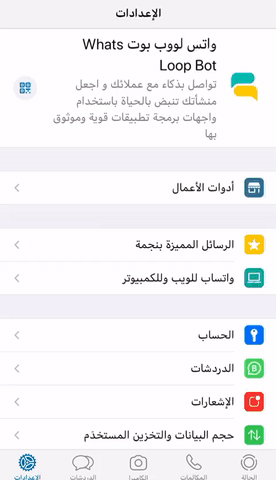 الإعدادات
واتس لووب بوت Whats
Loop Bot
تواصل بذكاء مع عملائك و اجعل
منشأتك تنبض بالحياة باستخدام
واجهات برمجة تطبيقات قوية وموثوق
بها
أدوات الأعمال
الرسائل المميزة بنجمة
واتساب للويب وللكمبيوتر
الحساب
الدردشات
الإشعارات
حجم البيانات والتخزين المستخدم
الحالة
المكالمات
الكاميرا
الدردشات
الإعدادات